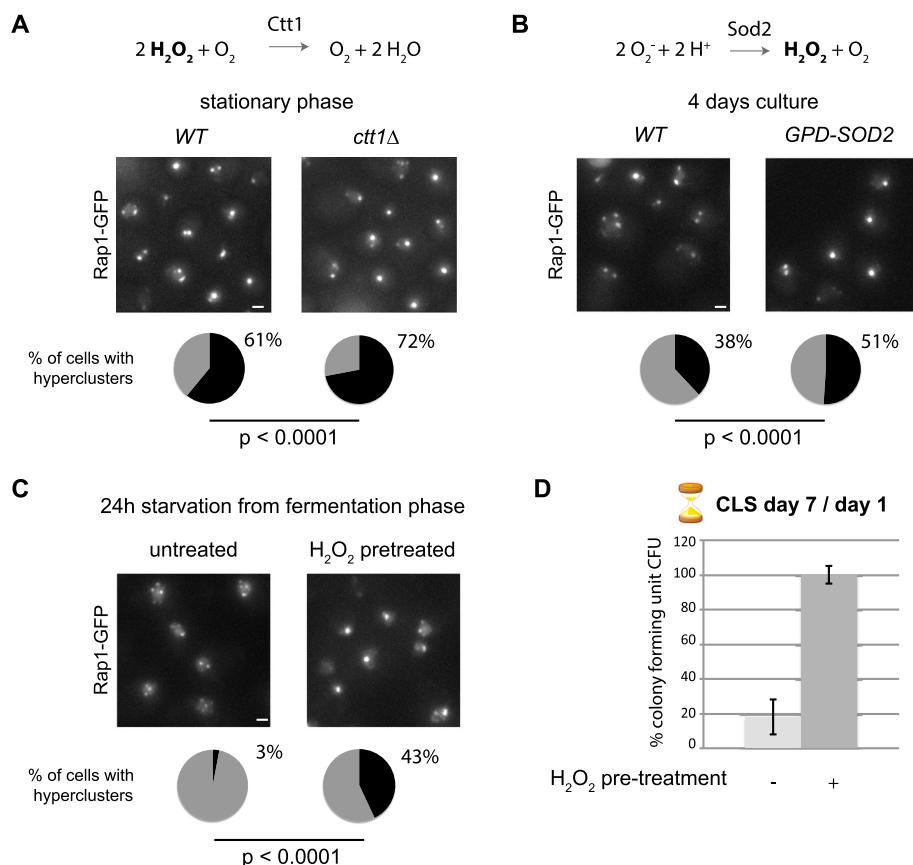 A
Ctt1
2 H₂O₂ + O₂ → O₂ + 2 H₂O
stationary phase
WT
ctt1Δ
Rap1-GFP
% of cells with
hyperclusters
61%
72%
p < 0.0001
B
Sod2
2 O₂⁻+ 2 H⁺ → H₂O₂ + O₂
4 days culture
WT
GPD-SOD2
38%
51%
p < 0.0001
C
24h starvation from fermentation phase
untreated
H₂O₂ pretreated
Rap1-GFP
% of cells with
hyperclusters
3%
43%
p < 0.0001
D
CLS day 7 / day 1
% colony forming unit CFU
120
100
80
60
40
20
0
H₂O₂ pre-treatment
- +